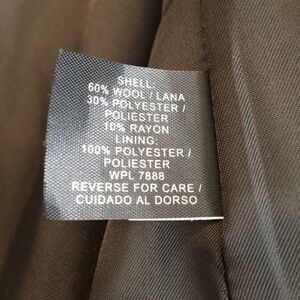 SHELL:
60% WOOL / LANA
30% POLYESTER /
POLIESTER
10% RAYON
LINING:
100% POLYESTER /
POLIESTER
WPL 7888
REVERSE FOR CARE /
CUIDADO AL DORSO